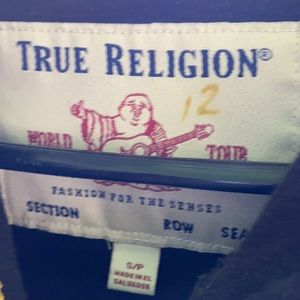 TRUE RELIGION®
12
WORLD TOUR
FASHION FOR THE SENSES
SECTION ROW SEA
S/P
MADE IN EL
SALVADOR